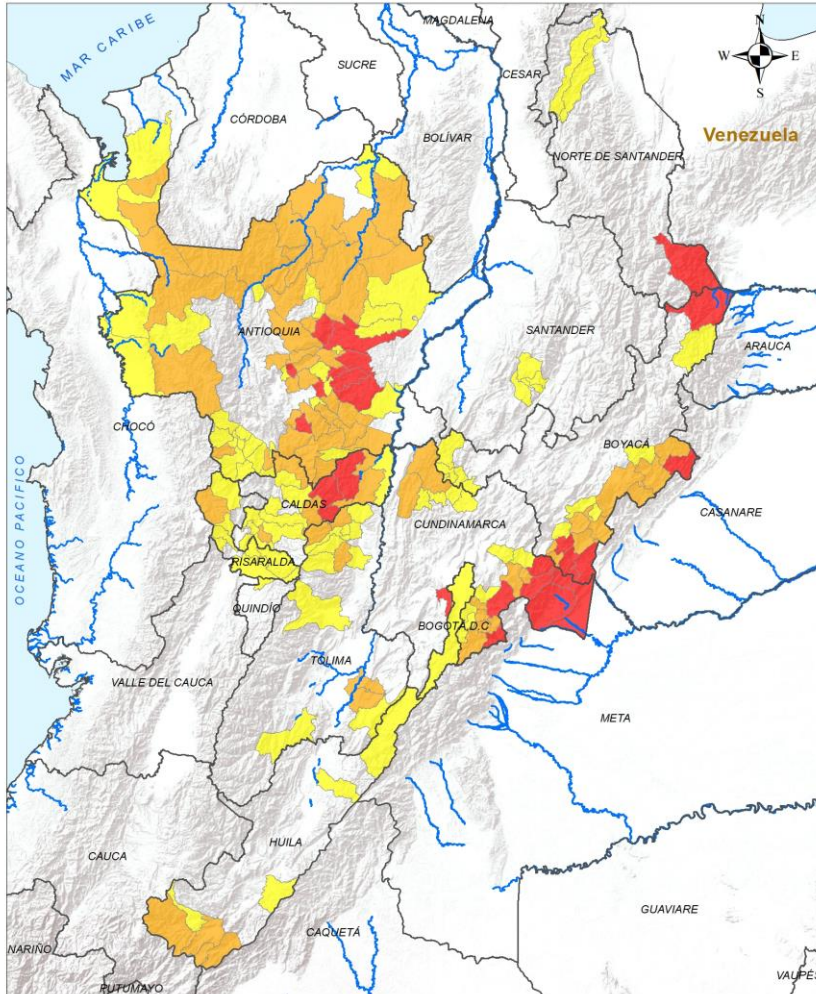 MAGDALENA
N
W E
S
MAR CARIBE
SUCRE
CESAR
CÓRDOBA
BOLÍVAR
Venezuela
NORTE DE SANTANDER
ANTIOQUIA
SANTANDER
ARAUCA
CHOCÓ
BOYACÁ
CALDAS
CASANARE
CUNDINAMARCA
OCEANO PACIFICO
RISARALDA
QUINDÍO
BOGOTÁ, D.C
TOLIMA
VALLE DEL CAUCA
META
HUILA
CAUCA
GUAVIARE
CAQUETÁ
NARIÑO
PUTUMAYO
VAUPÉS